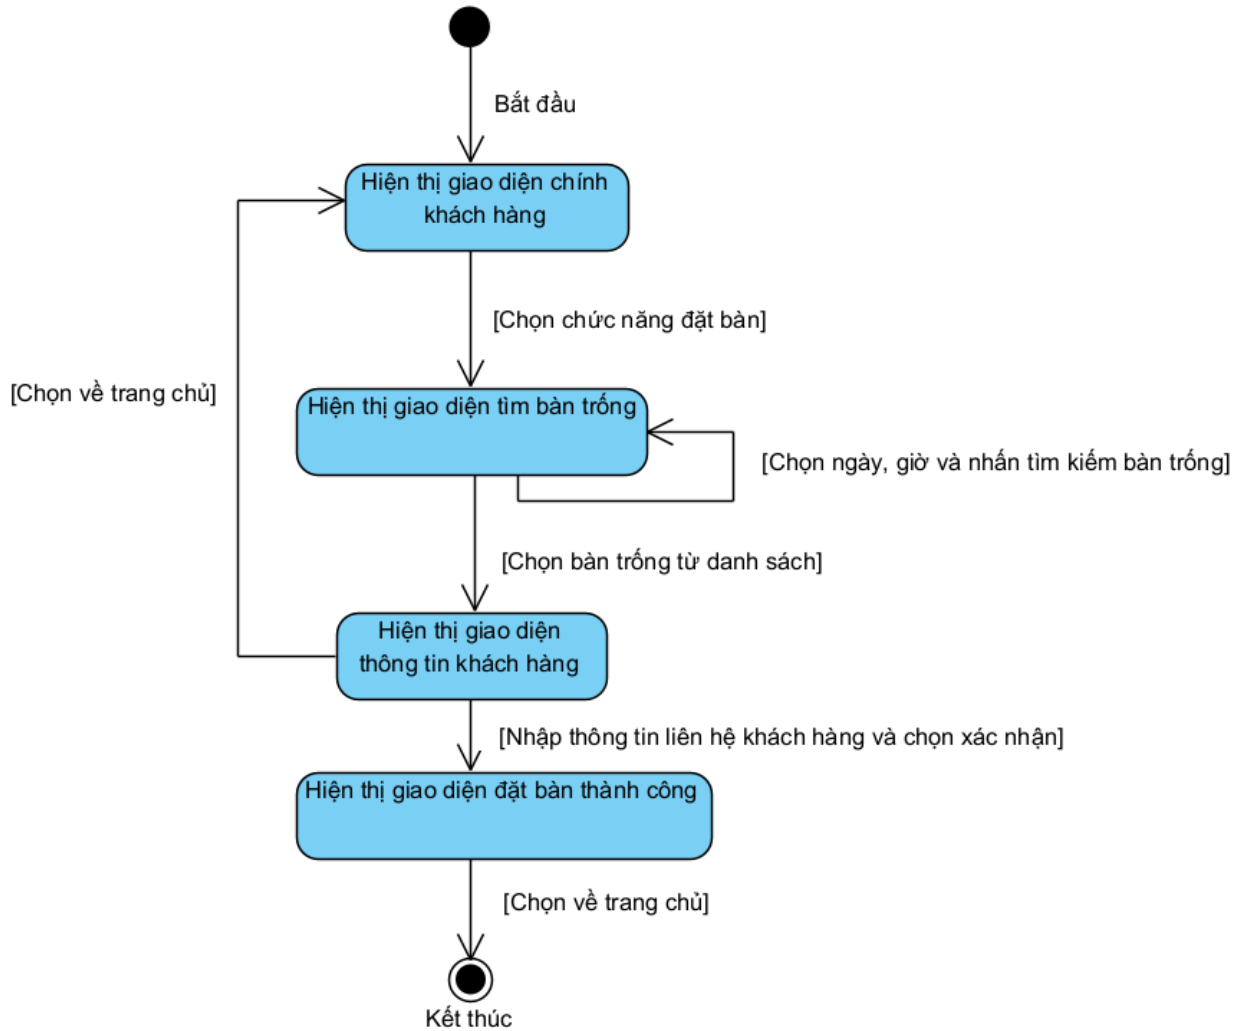 Bắt đầu
Hiện thị giao diện chính
khách hàng
[Chọn chức năng đặt bàn]
[Chọn về trang chủ]
Hiện thị giao diện tìm bàn trống
[Chọn ngày, giờ và nhấn tìm kiếm bàn trống]
[Chọn bàn trống từ danh sách]
Hiện thị giao diện
thông tin khách hàng
[Nhập thông tin liên hệ khách hàng và chọn xác nhận]
Hiện thị giao diện đặt bàn thành công
[Chọn về trang chủ]
Kết thúc